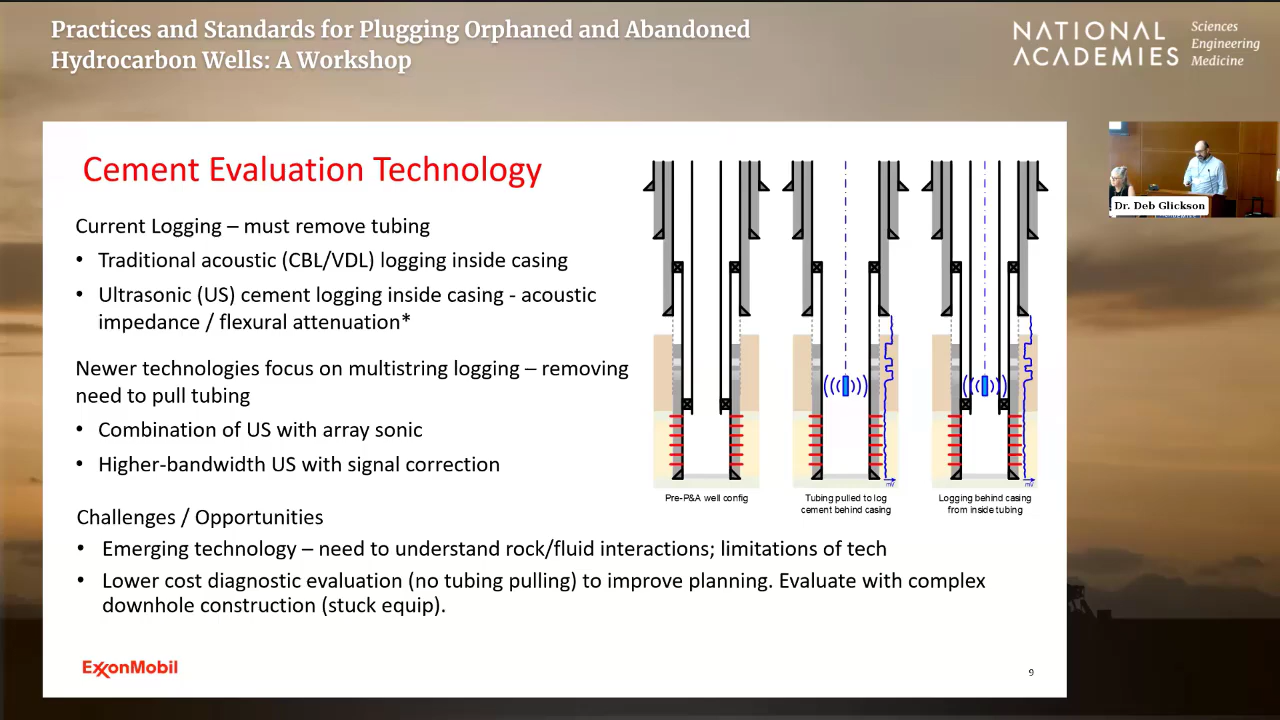 Practices and Standards for Plugging Orphaned and Abandoned
Hydrocarbon Wells: A Workshop
NATIONAL
ACADEMIES
Sciences
Engineering
Medicine
Cement Evaluation Technology
Current Logging – must remove tubing
• Traditional acoustic (CBL/VDL) logging inside casing
• Ultrasonic (US) cement logging inside casing - acoustic
impedance / flexural attenuation*
Newer technologies focus on multistring logging – removing
need to pull tubing
• Combination of US with array sonic
• Higher-bandwidth US with signal correction
mV
mV
Pre-P&A well config
Tubing pulled to log
cement behind casing
Logging behind casing
from inside tubing
Challenges / Opportunities
• Emerging technology – need to understand rock/fluid interactions; limitations of tech
• Lower cost diagnostic evaluation (no tubing pulling) to improve planning. Evaluate with complex
downhole construction (stuck equip).
ExxonMobil
9
Dr. Deb Glickson